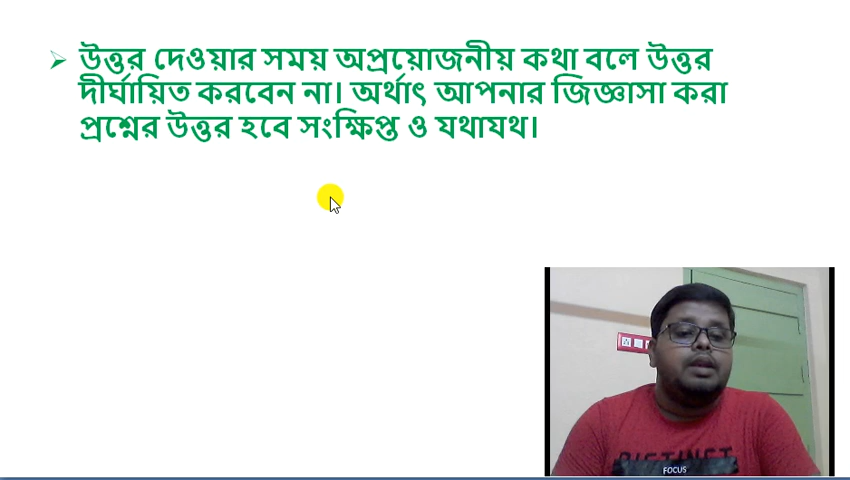 উত্তর দেওয়ার সময় অপ্রয়োজনীয় কথা বলে উত্তর
দীর্ঘায়িত করবেন না। অর্থাৎ আপনার জিজ্ঞাসা করা
প্রশ্নের উত্তর হবে সংক্ষিপ্ত ও যথাযথ।
DISTINCT
FOCUS